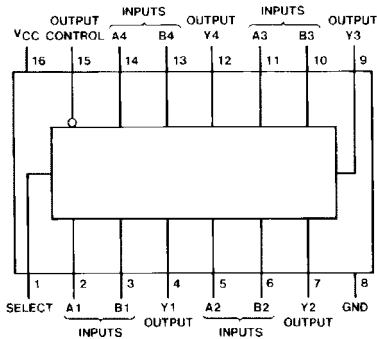 OUTPUT INPUTS OUTPUT INPUTS OUTPUT
VCC CONTROL A4 B4 Y4 A3 B3 Y3
16 15 14 13 12 11 10 9
1 2 3 4 5 6 7 8
SELECT A1 B1 Y1 A2 B2 Y2 GND
INPUTS OUTPUT INPUTS OUTPUT